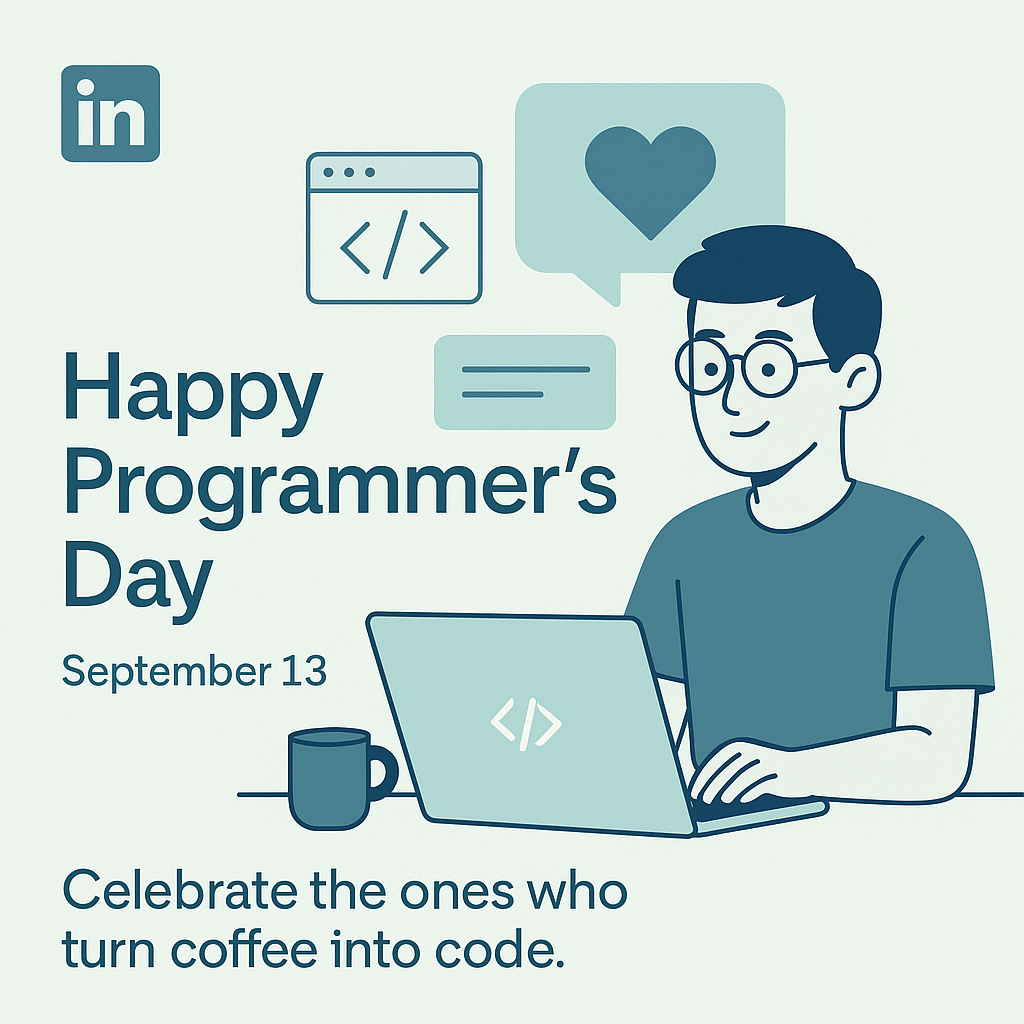 in
</>
Happy
Programmer’s
Day
September 13
</>
Celebrate the ones who
turn coffee into code.